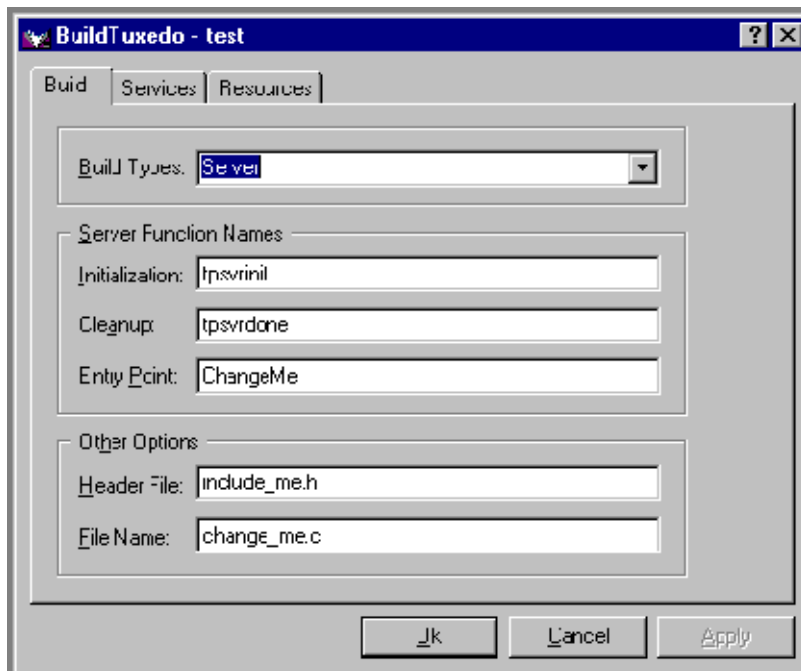 BuildTuxedo - test
Build Services Resources
Build Types: Server
Server Function Names
Initialization: tpsvrinit
Cleanup: tpsvrdone
Entry Point: ChangeMe
Other Options
Header File: include_me.h
File Name: change_me.c
Ok Cancel Apply